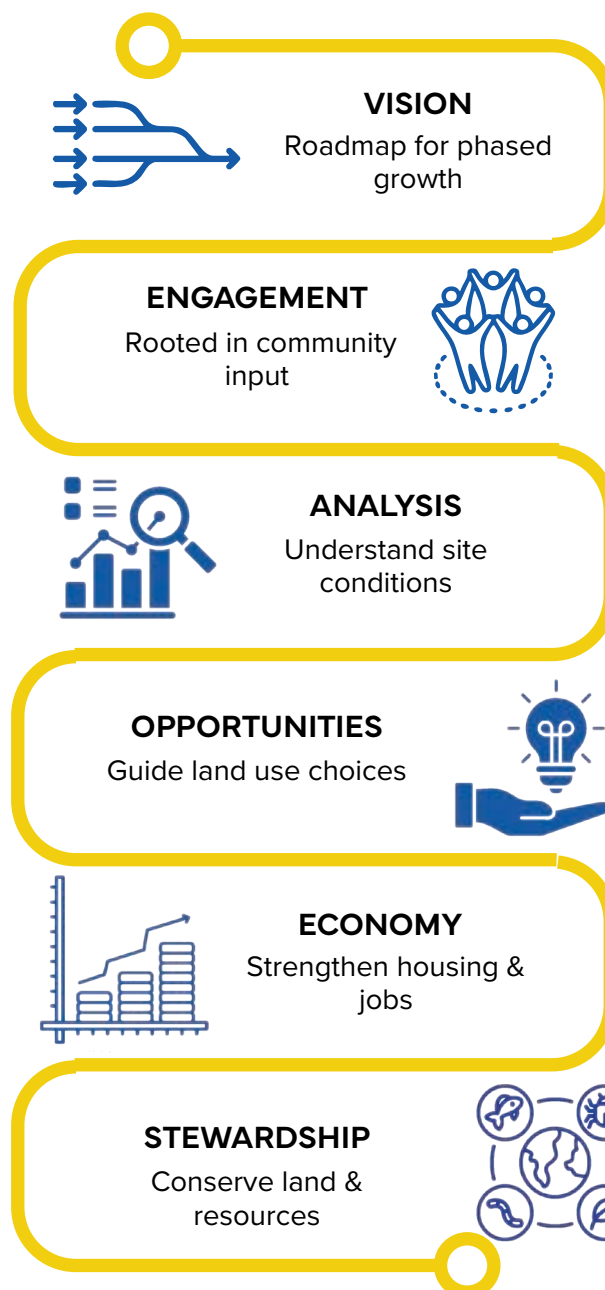 VISION
Roadmap for phased
growth
ENGAGEMENT
Rooted in community
input
ANALYSIS
Understand site
conditions
OPPORTUNITIES
Guide land use choices
ECONOMY
Strengthen housing &
jobs
STEWARDSHIP
Conserve land &
resources